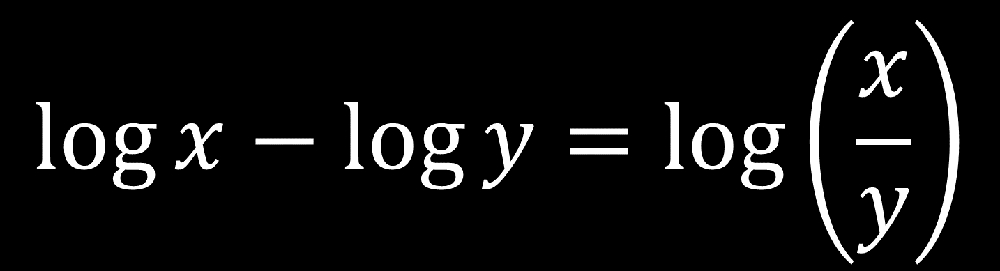 log x − log y = log(x/y)